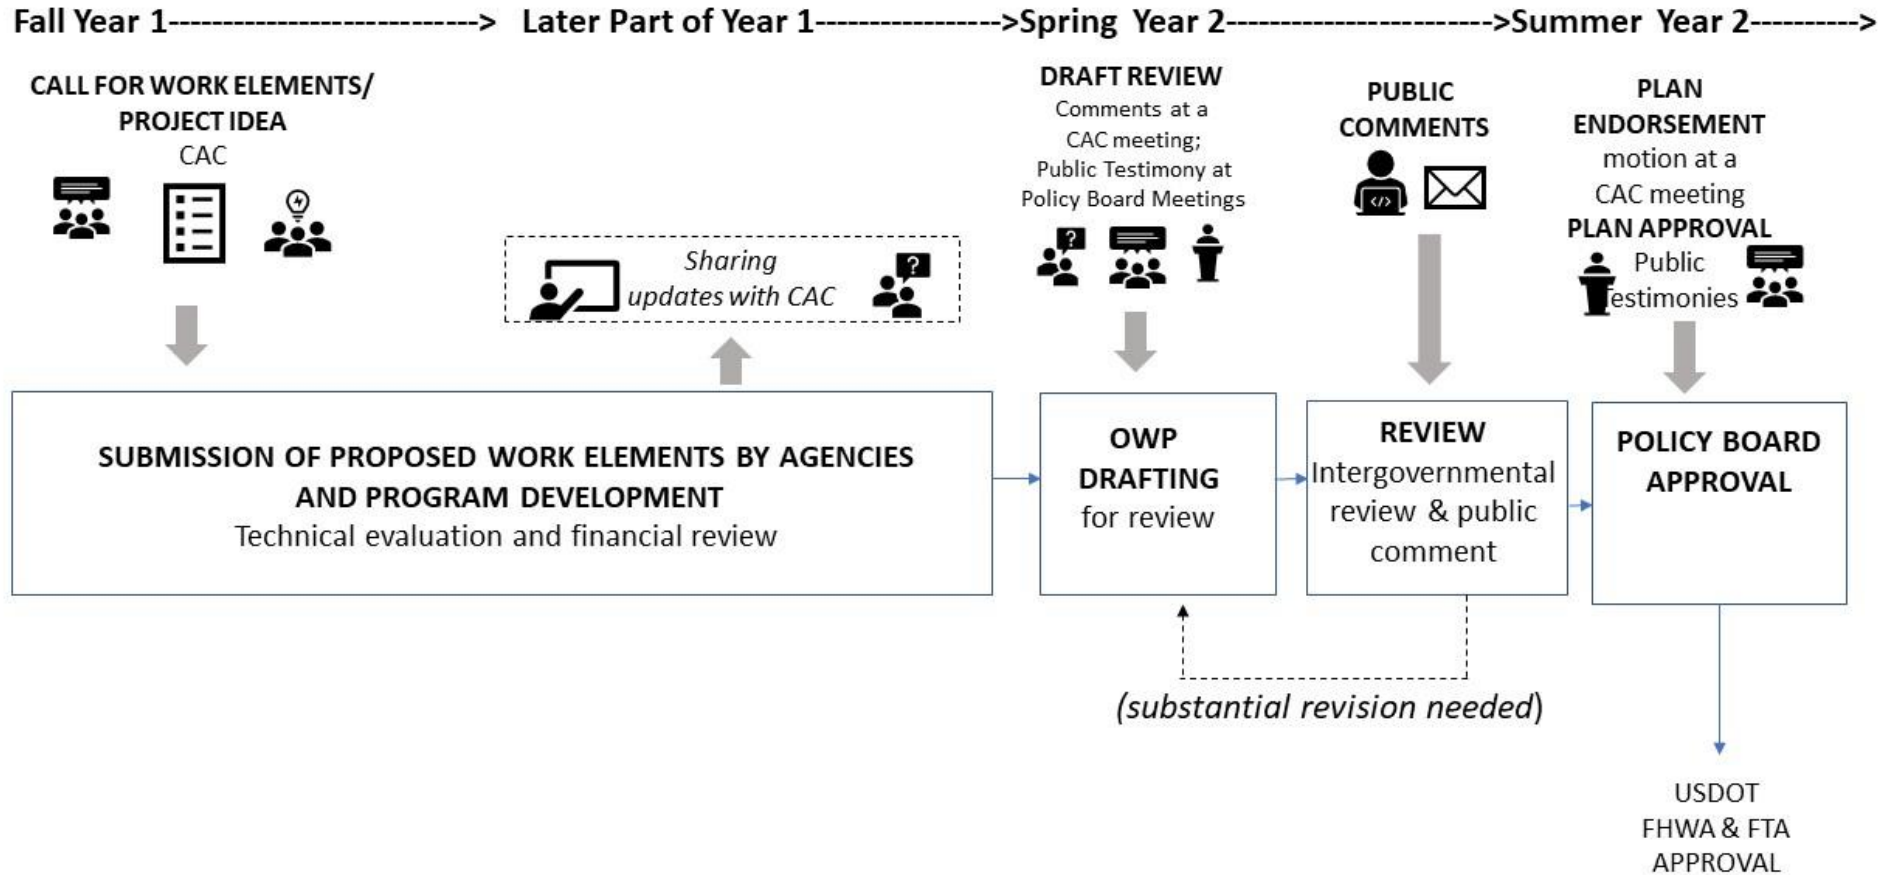 Fall Year 1---------------------------> Later Part of Year 1---------------->Spring Year 2----------------------->Summer Year 2---------->
CALL FOR WORK ELEMENTS/
PROJECT IDEA
CAC
Sharing
updates with CAC
DRAFT REVIEW
Comments at a
CAC meeting;
Public Testimony at
Policy Board Meetings
PUBLIC
COMMENTS
PLAN
ENDORSEMENT
motion at a
CAC meeting
PLAN APPROVAL
Public
Testimonies
SUBMISSION OF PROPOSED WORK ELEMENTS BY AGENCIES
AND PROGRAM DEVELOPMENT
Technical evaluation and financial review
OWP
DRAFTING
for review
REVIEW
Intergovernmental
review & public
comment
POLICY BOARD
APPROVAL
(substantial revision needed)
USDOT
FHWA & FTA
APPROVAL